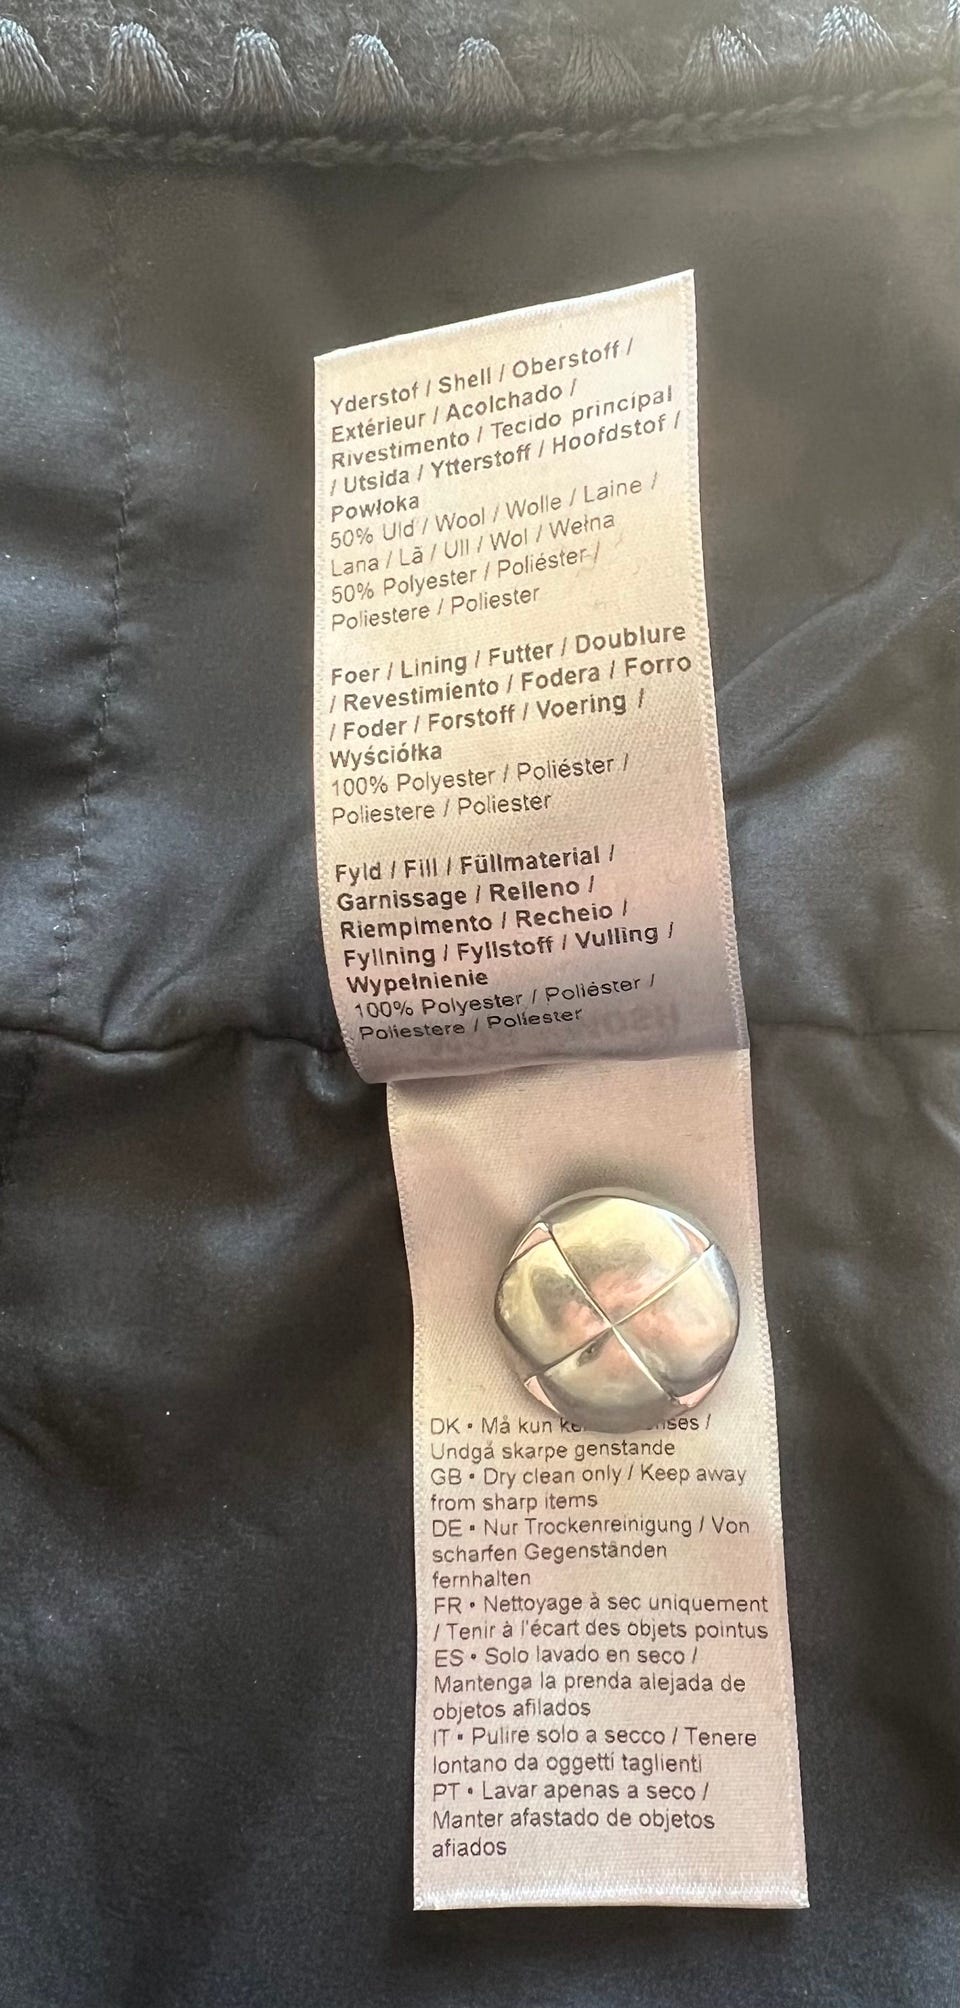 Yderstof / Shell / Oberstoff /
Extérieur / Acolchado /
Rivestimento / Tecido principal
/ Utsida / Ytterstoff / Hoofdstof /
Powłoka
50% Uld / Wool / Wolle / Laine /
Lana / Lã / Ull / Wol / Wełna
50% Polyester / Poliéster /
Poliestere / Poliester
Foer / Lining / Futter / Doublure
/ Revestimiento / Fodera / Forro
/ Foder / Forstoff / Voering /
Wyściółka
100% Polyester / Poliéster /
Poliestere / Poliester
Fyld / Fill / Füllmaterial /
Garnissage / Relleno /
Riempimento / Recheio /
Fyllning / Fyllstoff / Vulling /
Wypełnienie
100% Polyester / Poliéster /
Poliestere / Poliester
DK • Må kun /
Undgå skarpe genstande
GB • Dry clean only / Keep away
from sharp items
DE • Nur Trockenreinigung / Von
scharfen Gegenständen
fernhalten
FR • Nettoyage à sec uniquement
/ Tenir à l'écart des objets pointus
ES • Solo lavado en seco /
Mantenga la prenda alejada de
objetos afilados
IT • Pulire solo a secco / Tenere
lontano da oggetti taglienti
PT • Lavar apenas a seco /
Manter afastado de objetos
afiados